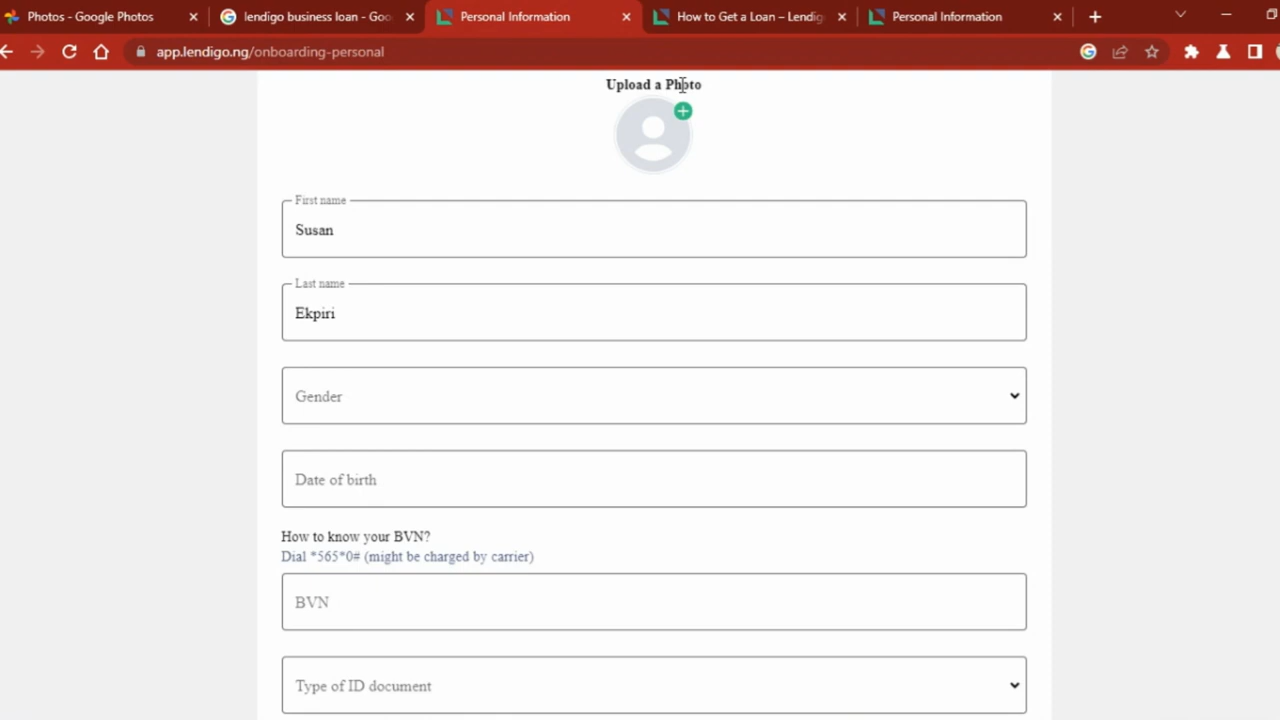 Photos - Google Photos
lendigo business loan - Goo
Personal Information
How to Get a Loan – Lendig
Personal Information
app.lendigo.ng/onboarding-personal
Upload a Photo
First name
Susan
Last name
Ekpiri
Gender
Date of birth
How to know your BVN?
Dial *565*0# (might be charged by carrier)
BVN
Type of ID document